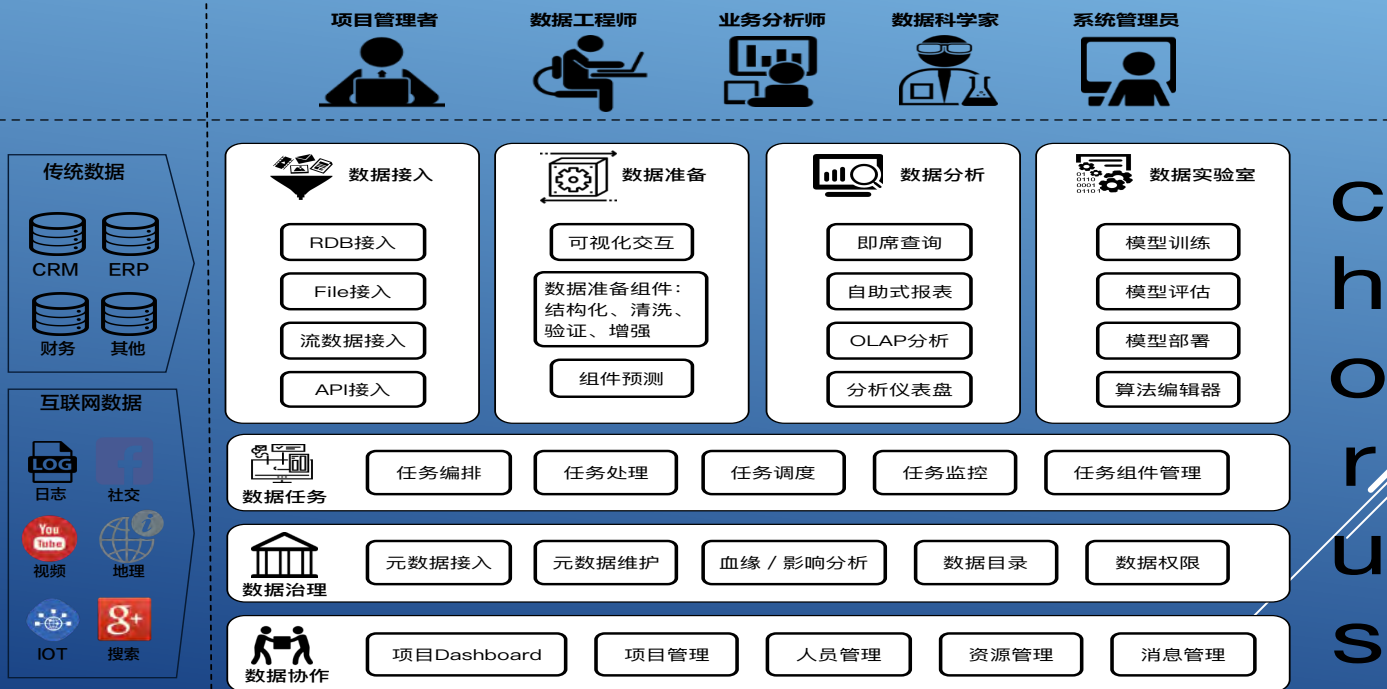 项目管理者
数据工程师
业务分析师
数据科学家
系统管理员
传统数据
CRM
ERP
财务
其他
互联网数据
LOG
日志
社交
You
Tube
视频
地理
IOT
g+
搜索
数据接入
RDB接入
File接入
流数据接入
API接入
数据准备
可视化交互
数据准备组件：
结构化、清洗、
验证、增强
组件预测
数据分析
即席查询
自助式报表
OLAP分析
分析仪表盘
01
0110
0001
0110 1
数据实验室
模型训练
模型评估
模型部署
算法编辑器
数据任务
任务编排
任务处理
任务调度
任务监控
任务组件管理
数据治理
元数据接入
元数据维护
血缘／影响分析
数据目录
数据权限
数据协作
项目Dashboard
项目管理
人员管理
资源管理
消息管理
chorus